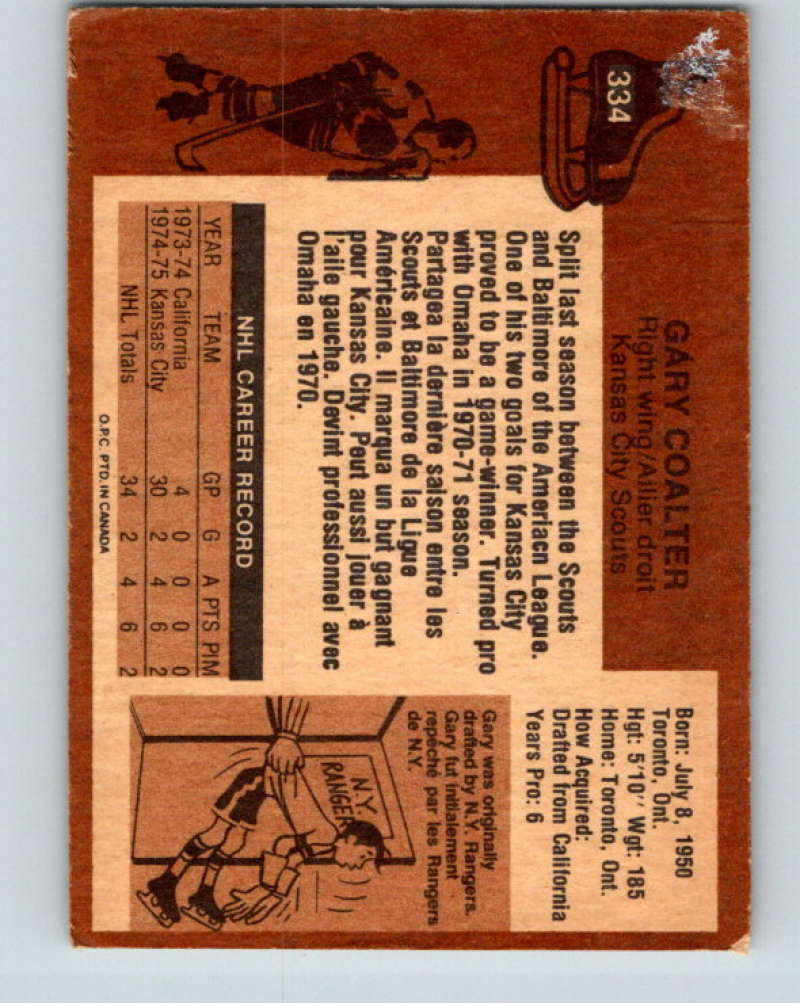 334
GARY COALTER
Right wing/Ailier droit
Kansas City Scouts
Born: July 8, 1950
Toronto, Ont.
Hgt: 5'10" Wgt: 185
Home: Toronto, Ont.
How Acquired:
Drafted from California
Years Pro: 6
Split last season between the Scouts
and Baltimore of the Ameriacn League.
One of his two goals for Kansas City
proved to be a game-winner. Turned pro
with Omaha in 1970-71 season.
Partagea la dernière saison entre les
Scouts et Baltimore de la Ligue
Américaine. Il marqua un but gagnant
pour Kansas City. Peut aussi jouer à
l'aile gauche. Devint professionnel avec
Omaha en 1970.
Gary was originally
drafted by N.Y. Rangers.
Gary fut initialement
repeché par les Rangers
de N.Y.
N.Y.
RANGER
NHL CAREER RECORD
YEAR TEAM GP G A PTS PIM
1973-74 California 4 0 0 0 0
1974-75 Kansas City 30 2 4 6 2
NHL Totals 34 2 4 6 2
O.P.C. PTD. IN CANADA